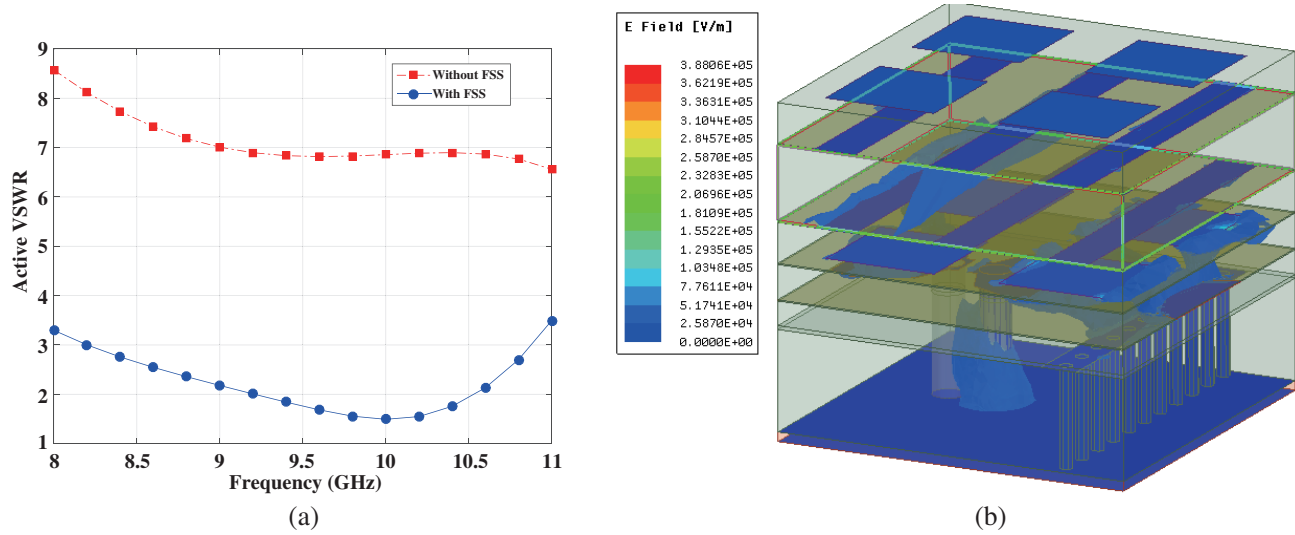 9
8
7
6
5
4
3
2
1
Active VSWR
Without FSS
With FSS
8 8.5 9 9.5 10 10.5 11
Frequency (GHz)
(a)
E Field [V/m]
3.8806E+05
3.6219E+05
3.3631E+05
3.1044E+05
2.8457E+05
2.5870E+05
2.3283E+05
2.0696E+05
1.8109E+05
1.5522E+05
1.2935E+05
1.0348E+05
7.7611E+04
5.1741E+04
2.5870E+04
0.0000E+00
(b)